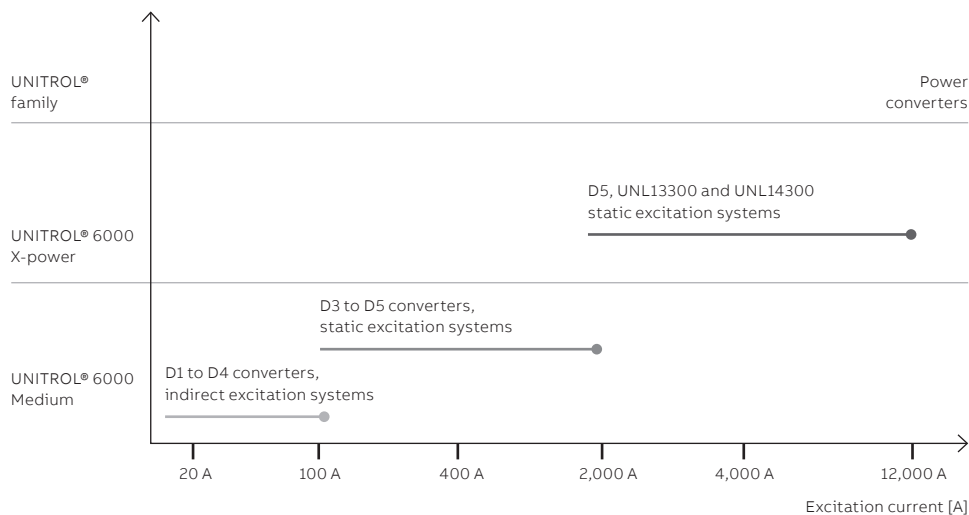 UNITROL®
family
Power
converters
D5, UNL13300 and UNL14300
static excitation systems
UNITROL® 6000
X-power
D3 to D5 converters,
static excitation systems
D1 to D4 converters,
indirect excitation systems
UNITROL® 6000
Medium
20 A
100 A
400 A
2,000 A
4,000 A
12,000 A
Excitation current [A]